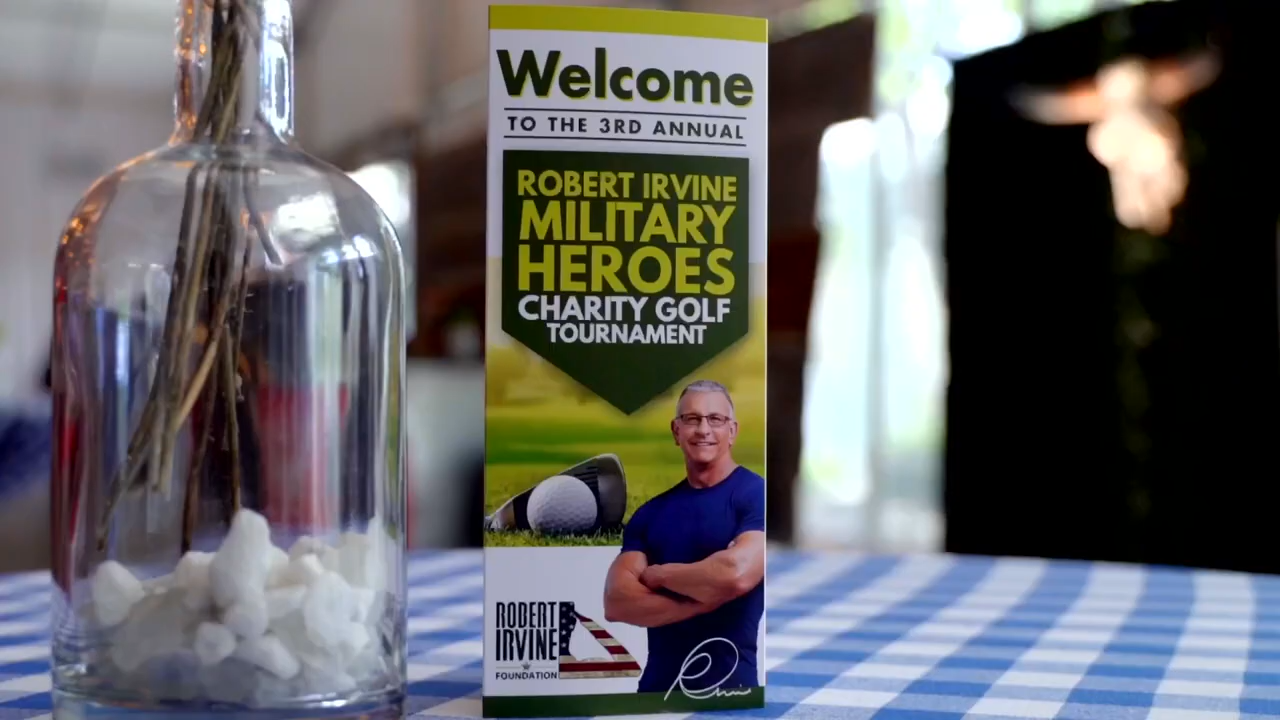 Welcome
TO THE 3RD ANNUAL
ROBERT IRVINE
MILITARY
HEROES
CHARITY GOLF
TOURNAMENT
ROBERT
IRVINE
FOUNDATION